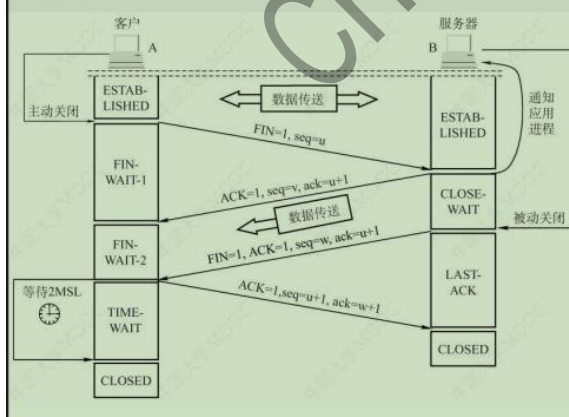 客户
服务器
A
B
ESTAB-
LISHED
数据传送
主动关闭
FIN=1, seq=u
ESTAB-
LISHED
通知
应用
进程
FIN-
WAIT-1
ACK=1, seq=v, ack=u+1
CLOSE-
WAIT
数据传送
被动关闭
FIN-
WAIT-2
FIN=1, ACK=1, seq=w, ack=u+1
等待2MSL
ACK=1,seq=u+1, ack=w+1
LAST-
ACK
TIME-
WAIT
CLOSED
CLOSED